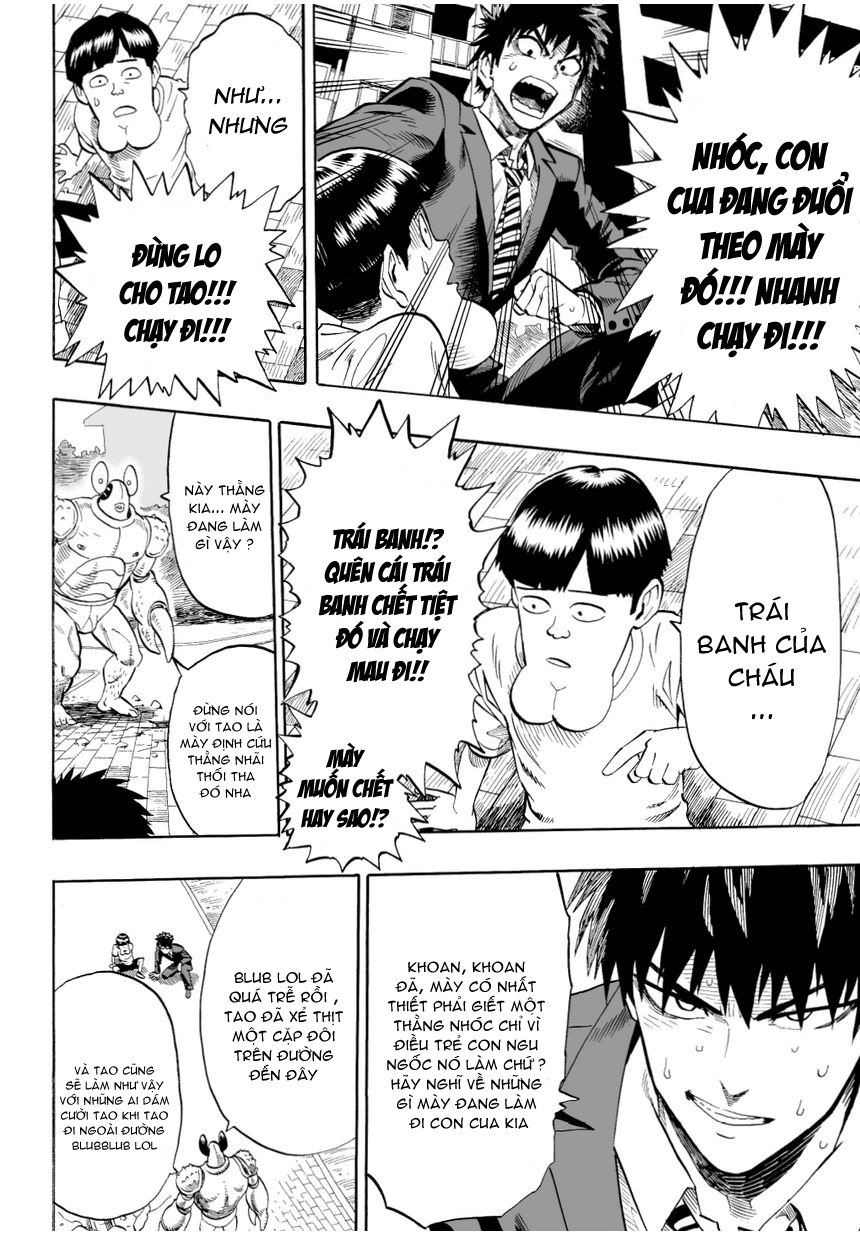 NHÓC, CON
CUA ĐANG ĐUỔI
THEO MÀY
ĐÓ!!! NHANH
CHẠY ĐI!!!
NHƯ...
NHƯNG
ĐỪNG LO
CHO TAO!!!
CHẠY ĐI!!!
TRÁI
BANH CỦA
CHÁU
...
TRÁI BANH!?
QUÊN CÁI TRÁI
BANH CHẾT TIỆT
ĐÓ VÀ CHẠY
MAU ĐI!!
MÀY
MUỐN CHẾT
HAY SAO!?
NÀY THẰNG
KIA... MÀY
ĐANG LÀM
GÌ VẬY ?
ĐỪNG NÓI
VỚI TAO LÀ
MÀY ĐỊNH CỨU
THẰNG NHÃI
THỐI THA
ĐÓ NHA
KHOAN, KHOAN
ĐÃ, MÀY CÓ NHẤT
THIẾT PHẢI GIẾT MỘT
THẰNG NHÓC CHỈ VÌ
ĐIỀU TRẺ CON NGU
NGỐC NÓ LÀM CHỨ ?
HÃY NGHĨ VỀ NHỮNG
GÌ MÀY ĐANG LÀM
ĐI CON CUA KIA
BLUB LOL ĐÃ
QUÁ TRỄ RỒI ,
TAO ĐÃ XẺ THỊT
MỘT CẶP ĐÔI
TRÊN ĐƯỜNG
ĐẾN ĐÂY
VÀ TAO CŨNG
SẼ LÀM NHƯ VẬY
VỚI NHỮNG AI DÁM
CƯỜI TAO KHI TAO
ĐI NGOÀI ĐƯỜNG
BLUBBLUB LOL